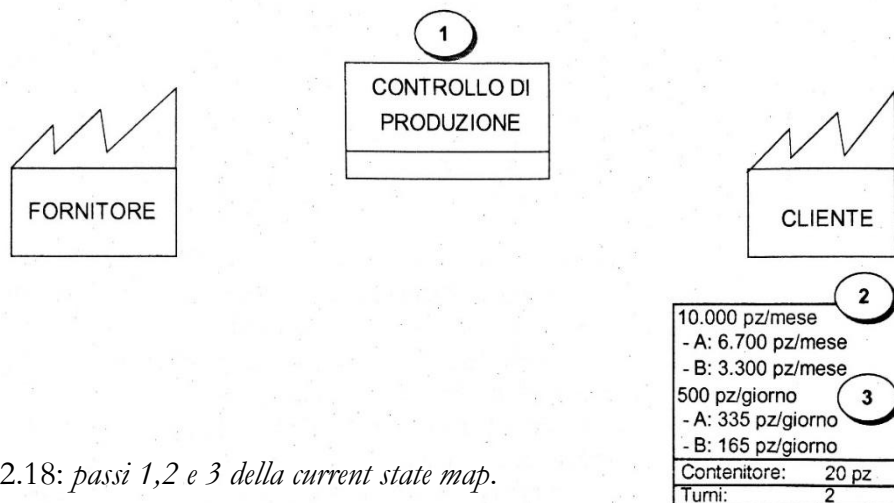 1
CONTROLLO DI
PRODUZIONE
FORNITORE
CLIENTE
2
10.000 pz/mese
- A: 6.700 pz/mese
- B: 3.300 pz/mese
500 pz/giorno
3
- A: 335 pz/giorno
- B: 165 pz/giorno
Contenitore: 20 pz
Turni: 2
2.18: passi 1,2 e 3 della current state map.